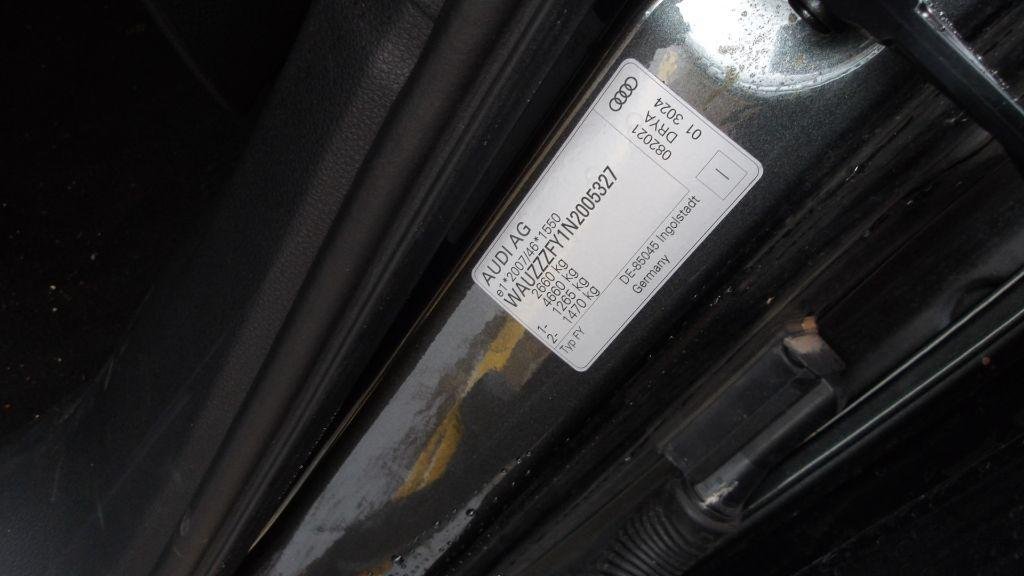 AUDI AG
e1*2007/46*1550
WAUZZZFY1N2005327
2660 kg
4660 kg
1- 1265 kg
2- 1470 kg
Typ FY
082021
DRYA
01 3024
I
DE-85045 Ingolstadt
Germany